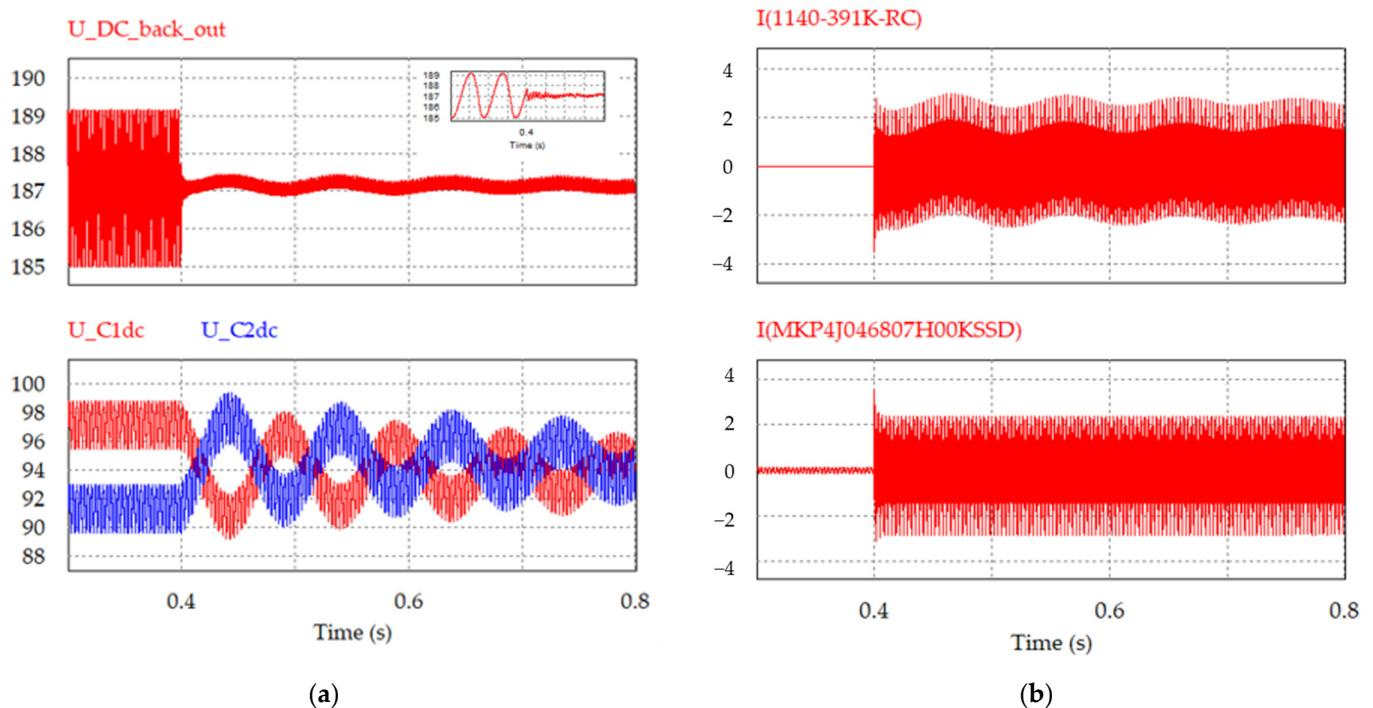 U_DC_back_out
190
189
188
187
186
185
189
188
187
186
185
0.4
Time (s)
U_C1dc U_C2dc
100
98
96
94
92
90
88
0.4 0.6 0.8
Time (s)
(a)
I(1140-391K-RC)
4
2
0
−2
−4
I(MKP4J046807H00KSSD)
4
2
0
−2
−4
0.4 0.6 0.8
Time (s)
(b)